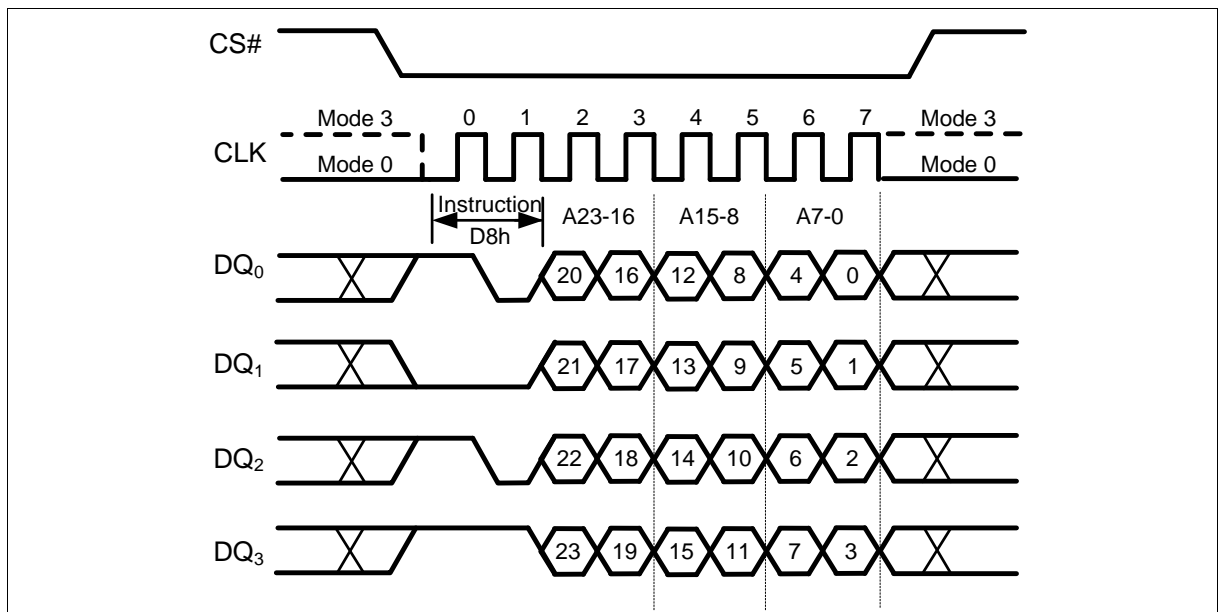 CS#
Mode 3 0 1 2 3 4 5 6 7 Mode 3
CLK
Mode 0 Mode 0
Instruction A23-16 A15-8 A7-0
D8h
DQ0 20 16 12 8 4 0
DQ1 21 17 13 9 5 1
DQ2 22 18 14 10 6 2
DQ3 23 19 15 11 7 3